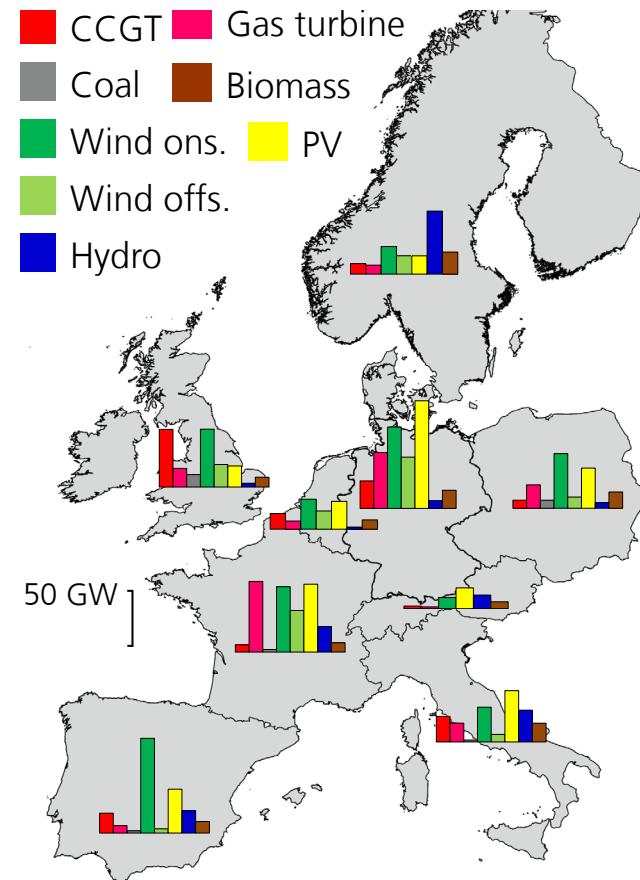 CCGT Gas turbine
Coal Biomass
Wind ons. PV
Wind offs.
Hydro
50 GW